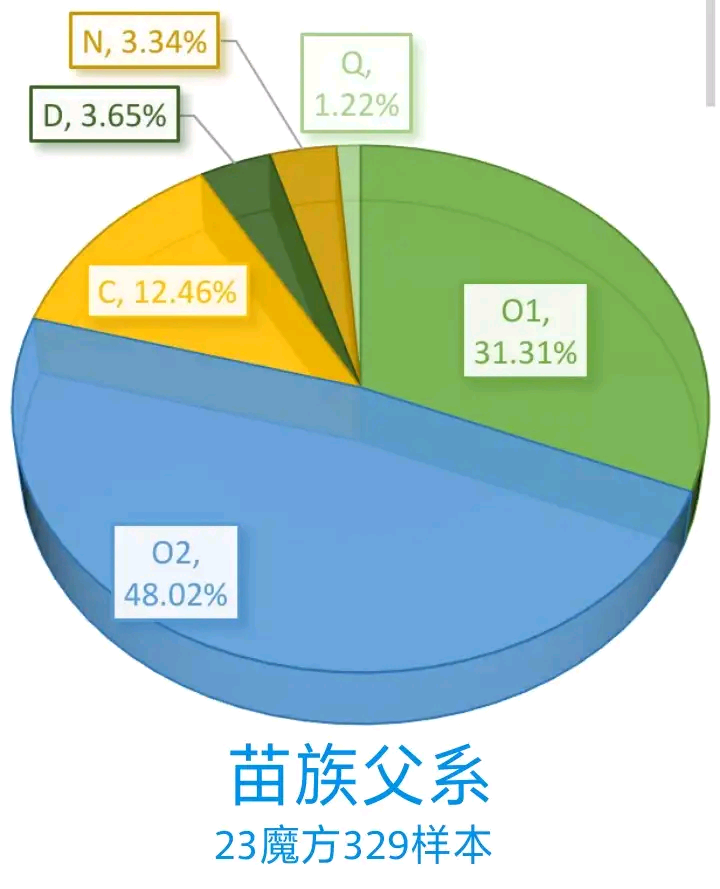 N, 3.34%
Q,
1.22%
D, 3.65%
C, 12.46%
O1,
31.31%
O2,
48.02%
苗族父系
23魔方329样本